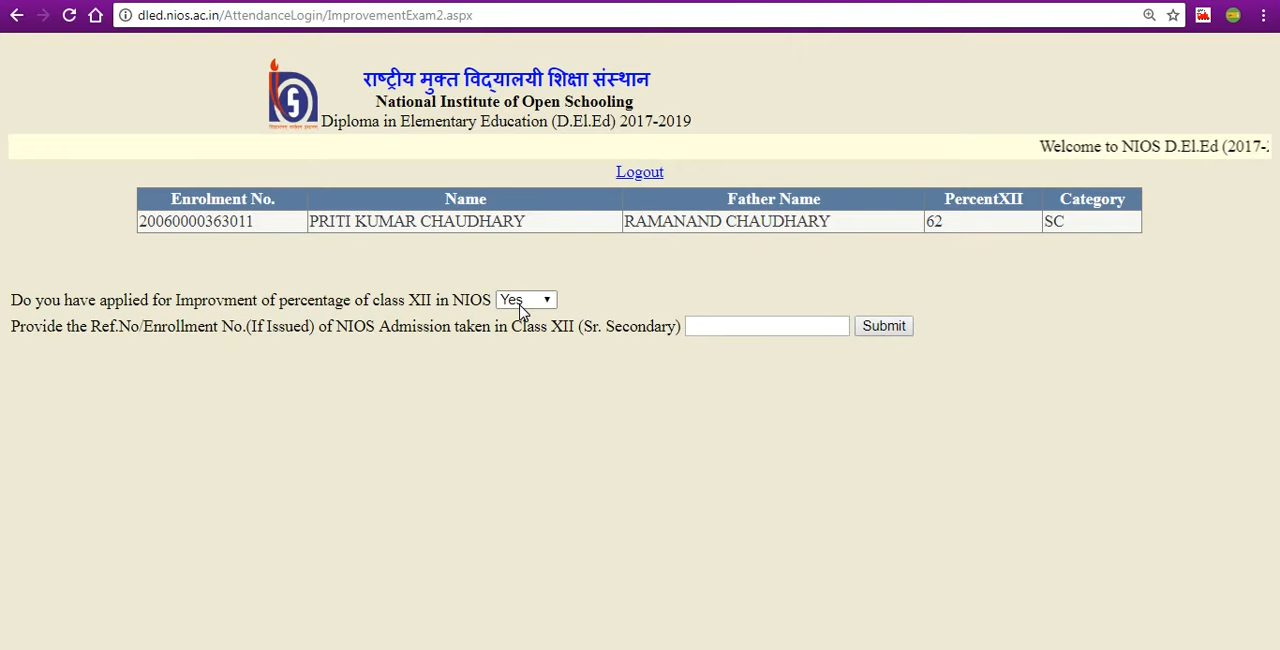 dled.nios.ac.in/AttendanceLogin/ImprovementExam2.aspx
राष्ट्रीय मुक्त विद्यालयी शिक्षा संस्थान
National Institute of Open Schooling
Diploma in Elementary Education (D.El.Ed) 2017-2019
Welcome to NIOS D.El.Ed (2017-
Logout
Enrolment No. Name Father Name PercentXII Category
20060000363011 PRITI KUMAR CHAUDHARY RAMANAND CHAUDHARY 62 SC
Do you have applied for Improvment of percentage of class XII in NIOS Yes
Provide the Ref.No/Enrollment No.(If Issued) of NIOS Admission taken in Class XII (Sr. Secondary) Submit